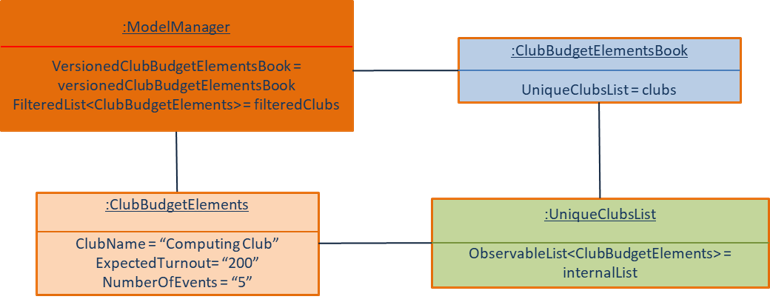 :ModelManager
VersionedClubBudgetElementsBook =
versionedClubBudgetElementsBook
FilteredList<ClubBudgetElements>= filteredClubs
:ClubBudgetElementsBook
UniqueClubsList = clubs
:ClubBudgetElements
ClubName = “Computing Club”
ExpectedTurnout= “200”
NumberOfEvents = “5”
:UniqueClubsList
ObservableList<ClubBudgetElements>=
internalList